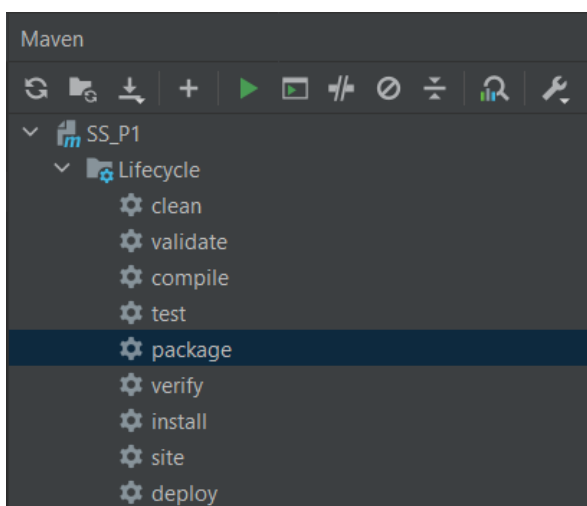 Maven
SS_P1
Lifecycle
clean
validate
compile
test
package
verify
install
site
deploy